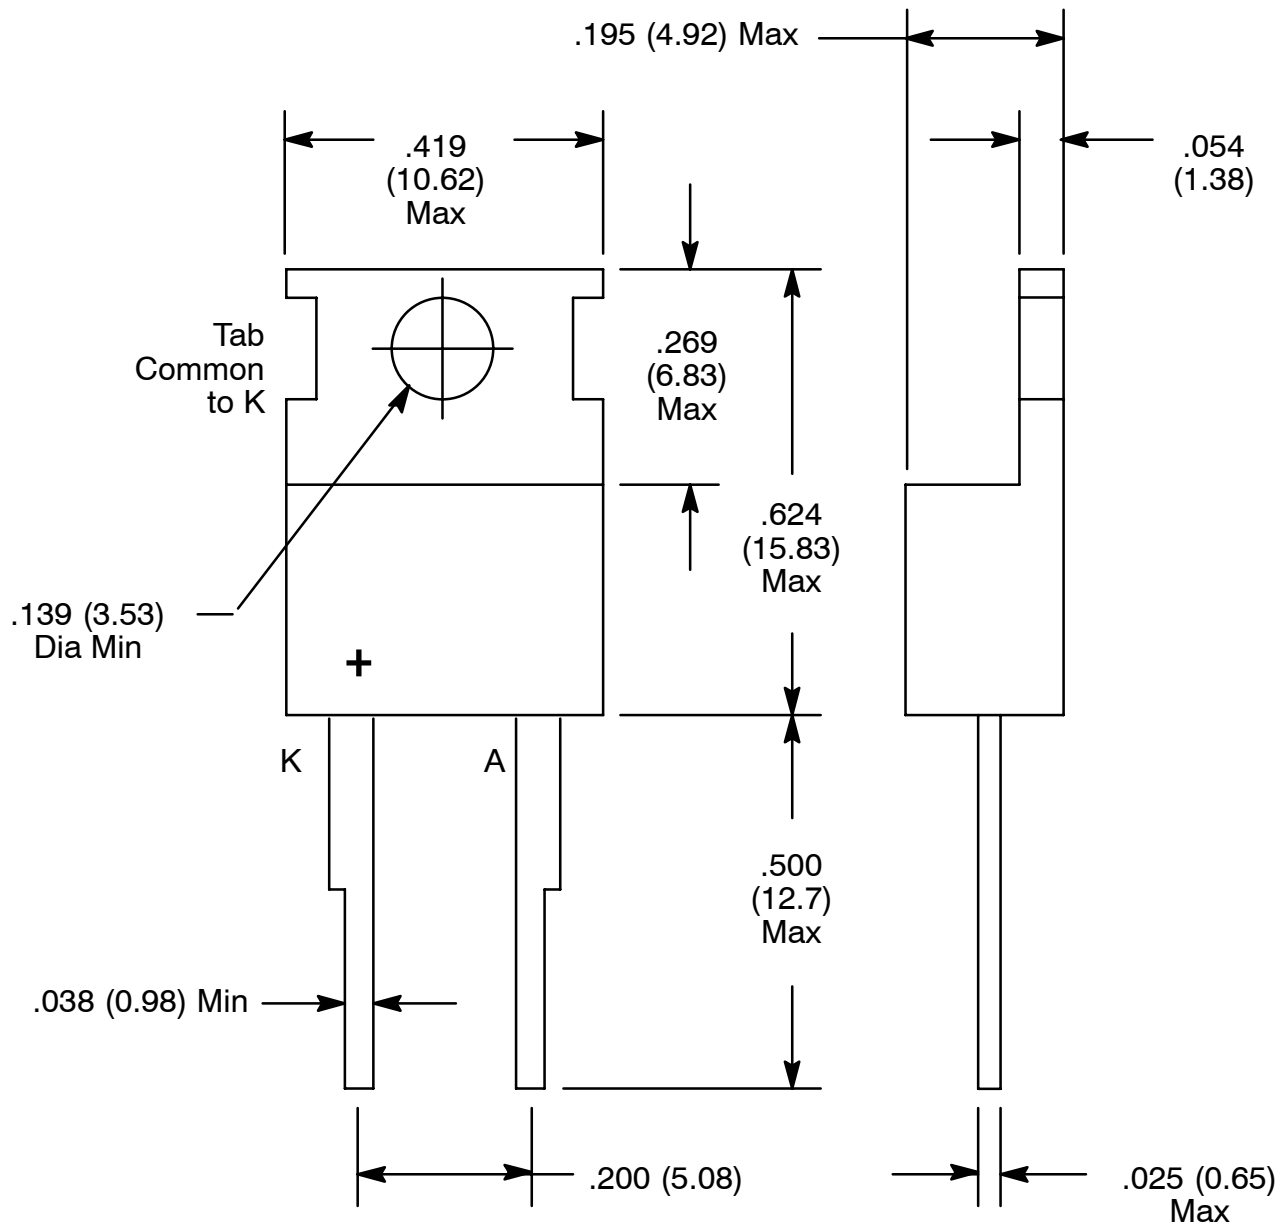 .195 (4.92) Max
.419
(10.62)
Max
.054
(1.38)
Tab
Common
to K
.269
(6.83)
Max
.624
(15.83)
Max
.139 (3.53)
Dia Min
+
K
A
.500
(12.7)
Max
.038 (0.98) Min
.200 (5.08)
.025 (0.65)
Max